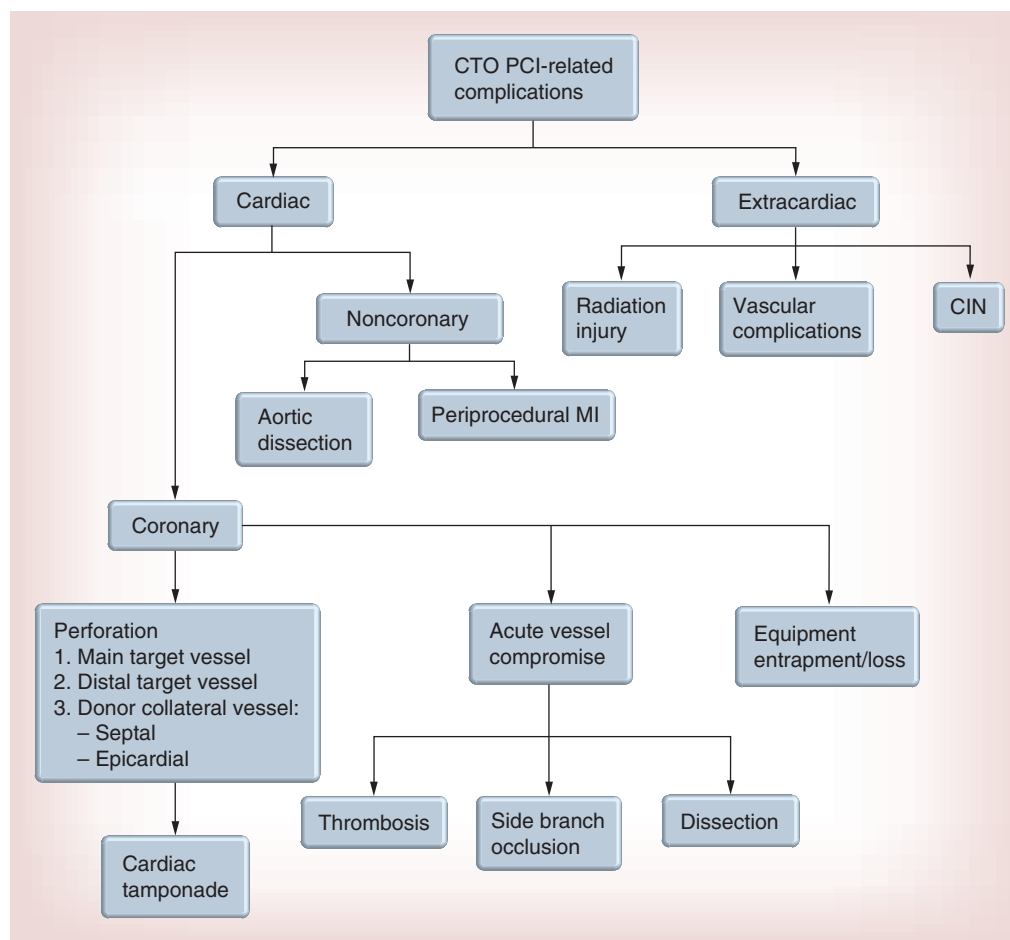 CTO PCI-related
complications
Cardiac
Extracardiac
Noncoronary
Radiation
injury
Vascular
complications
CIN
Aortic
dissection
Periprocedural MI
Coronary
Perforation
1. Main target vessel
2. Distal target vessel
3. Donor collateral vessel:
– Septal
– Epicardial
Acute vessel
compromise
Equipment
entrapment/loss
Thrombosis
Side branch
occlusion
Dissection
Cardiac
tamponade